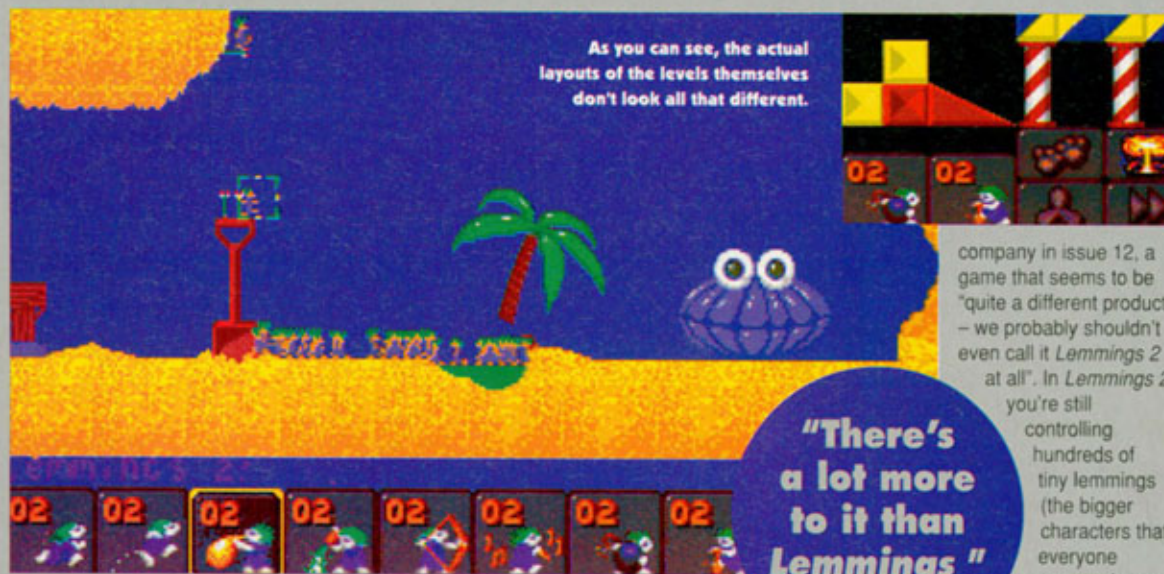 As you can see, the actual
layouts of the levels themselves
don't look all that different.
02 02
company in issue 12, a
game that seems to be
"quite a different product
– we probably shouldn't
even call it Lemmings 2
at all". In Lemmings 2
you're still
controlling
hundreds of
tiny lemmings
(the bigger
characters that
everyone
"There's
a lot more
to it than
Lemmings "
02 02 02 02 02 02 02 02